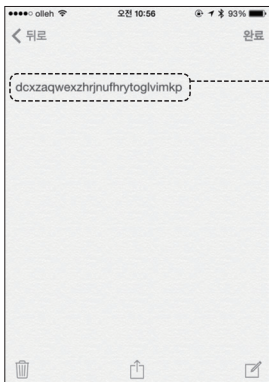 olleh 오전 10:56 93%
뒤로 완료
dcxzaqwexzhrjnufhrytoglvimkp